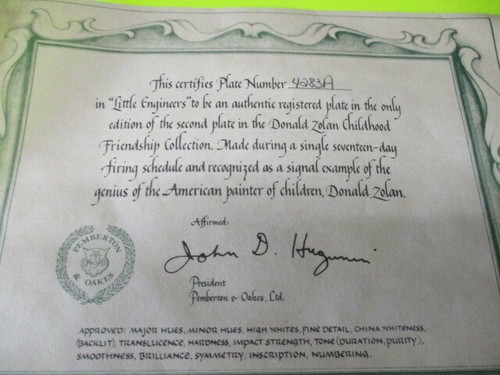 This certifies Plate Number 4283A
in "Little Engineers" to be an authentic registered plate in the only
edition of the second plate in the Donald Zolan Childhood
Friendship Collection. Made during a single seventeen-day
firing schedule and recognized as a signal example of the
genius of the American painter of children, Donald Zolan.
Affirmed:
John D. Hugunin
President
Pemberton & Oakes, Ltd.
PEMBERTON
& OAKES
APPROVED: MAJOR HUES, MINOR HUES, HIGH WHITES, FINE DETAIL, CHINA WHITENESS,
(BACKLIT), TRANSLUCENCE, HARDNESS, IMPACT STRENGTH, TONE (DURATION, PURITY),
SMOOTHNESS, BRILLIANCE, SYMMETRY, INSCRIPTION, NUMBERING.